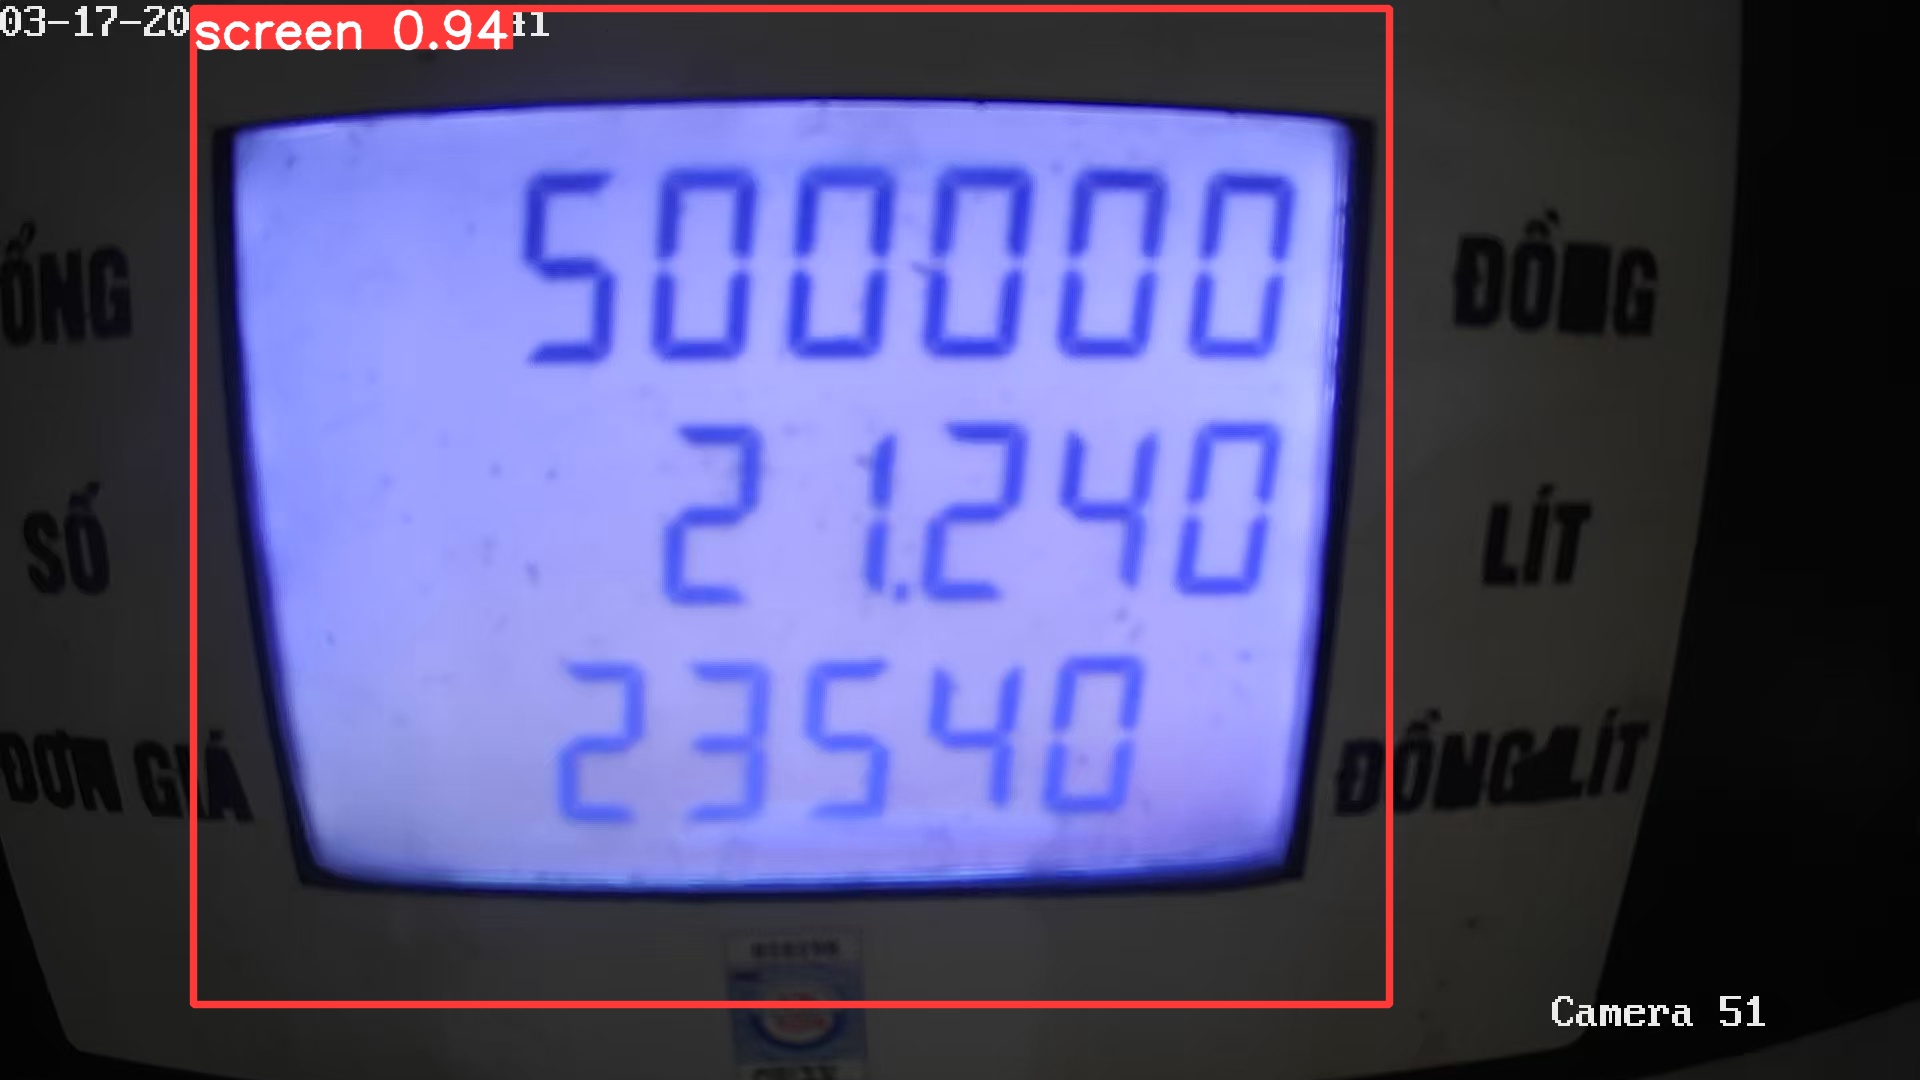 03-17-20
screen 0.94
500000
ĐỒNG
21.240
SỐ
LÍT
23540
ĐƠN GIÁ
ĐỒNG/LÍT
Camera 51